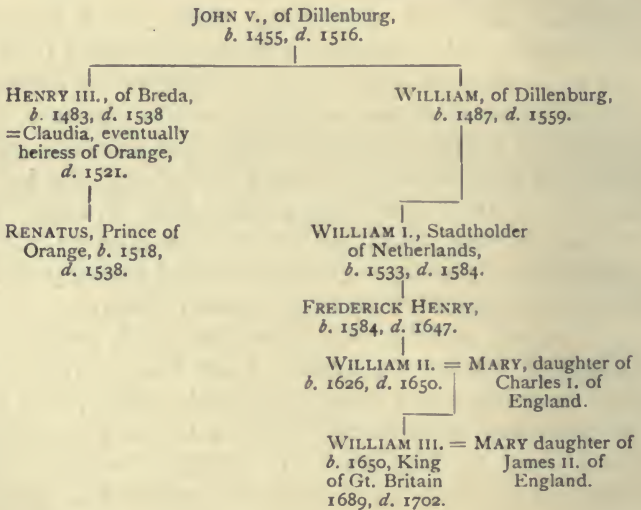 JOHN V., of Dillenburg,
b. 1455, d. 1516.
HENRY III., of Breda,
b. 1483, d. 1538
=Claudia, eventually
heiress of Orange,
d. 1521.
WILLIAM, of Dillenburg,
b. 1487, d. 1559.
RENATUS, Prince of
Orange, b. 1518,
d. 1538.
WILLIAM I., Stadtholder
of Netherlands,
b. 1533, d. 1584.
FREDERICK HENRY,
b. 1584, d. 1647.
WILLIAM II. = MARY, daughter of
b. 1626, d. 1650. Charles I. of
England.
WILLIAM III. = MARY daughter of
b. 1650, King James II. of
of Gt. Britain England.
1689, d. 1702.